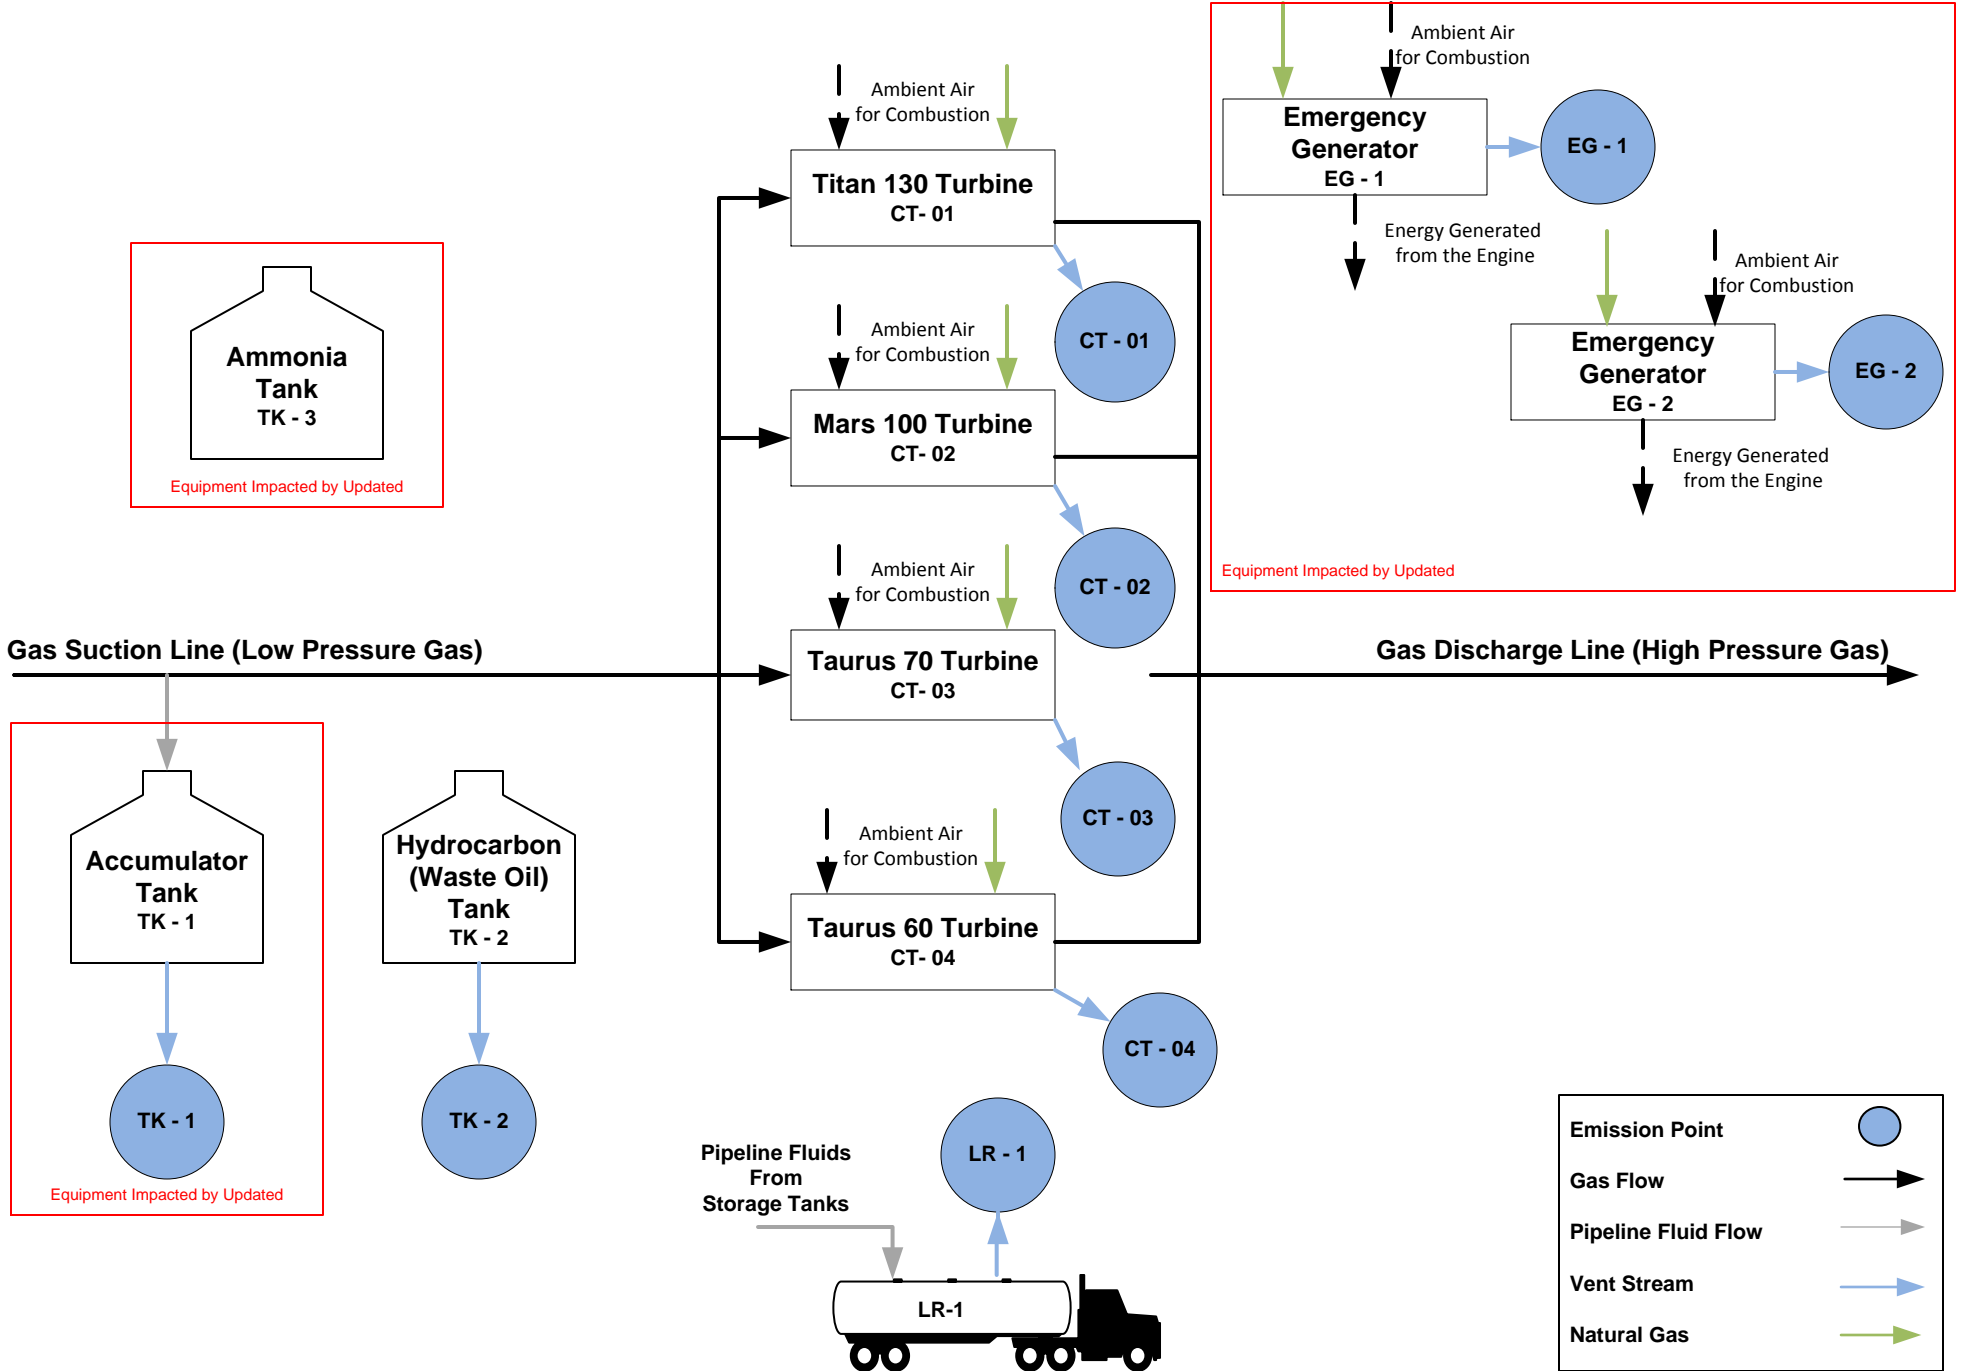 Ambient Air
for Combustion
Emergency
Generator
EG - 1
EG - 1
Energy Generated
from the Engine
Ambient Air
for Combustion
Emergency
Generator
EG - 2
EG - 2
Energy Generated
from the Engine
Equipment Impacted by Updated
Ambient Air
for Combustion
Titan 130 Turbine
CT- 01
CT - 01
Ambient Air
for Combustion
Mars 100 Turbine
CT- 02
CT - 02
Ambient Air
for Combustion
Taurus 70 Turbine
CT- 03
CT - 03
Ambient Air
for Combustion
Taurus 60 Turbine
CT- 04
CT - 04
Ammonia
Tank
TK - 3
Equipment Impacted by Updated
Gas Suction Line (Low Pressure Gas)
Gas Discharge Line (High Pressure Gas)
Accumulator
Tank
TK - 1
TK - 1
Equipment Impacted by Updated
Hydrocarbon
(Waste Oil)
Tank
TK - 2
TK - 2
Pipeline Fluids
From
Storage Tanks
LR - 1
LR-1
Emission Point
Gas Flow
Pipeline Fluid Flow
Vent Stream
Natural Gas